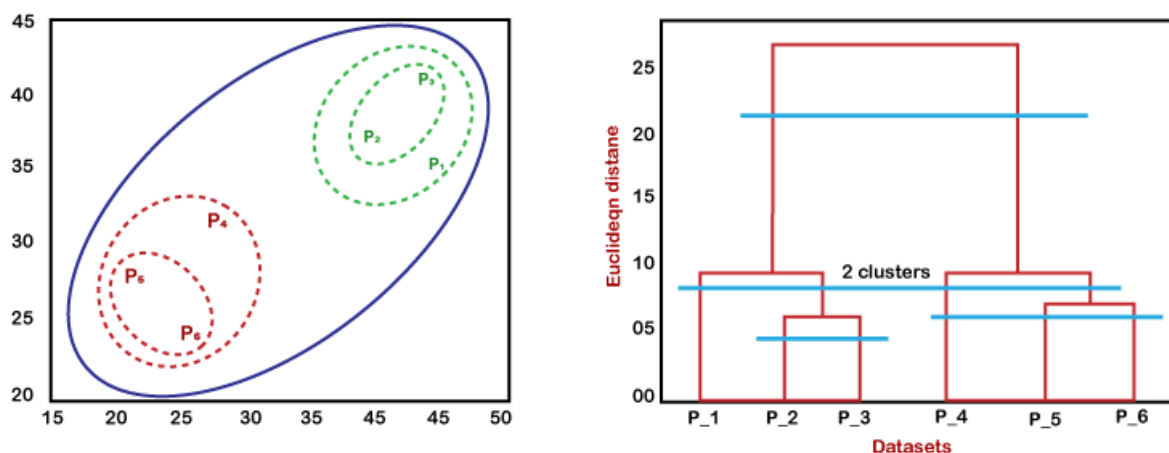 45
40
35
30
25
20
15 20 25 30 35 45 45 50
P₃
P₂
P₁
P₄
P₅
P₆
Euclideqn distane
25
20
15
10
05
00
2 clusters
P_1 P_2 P_3 P_4 P_5 P_6
Datasets